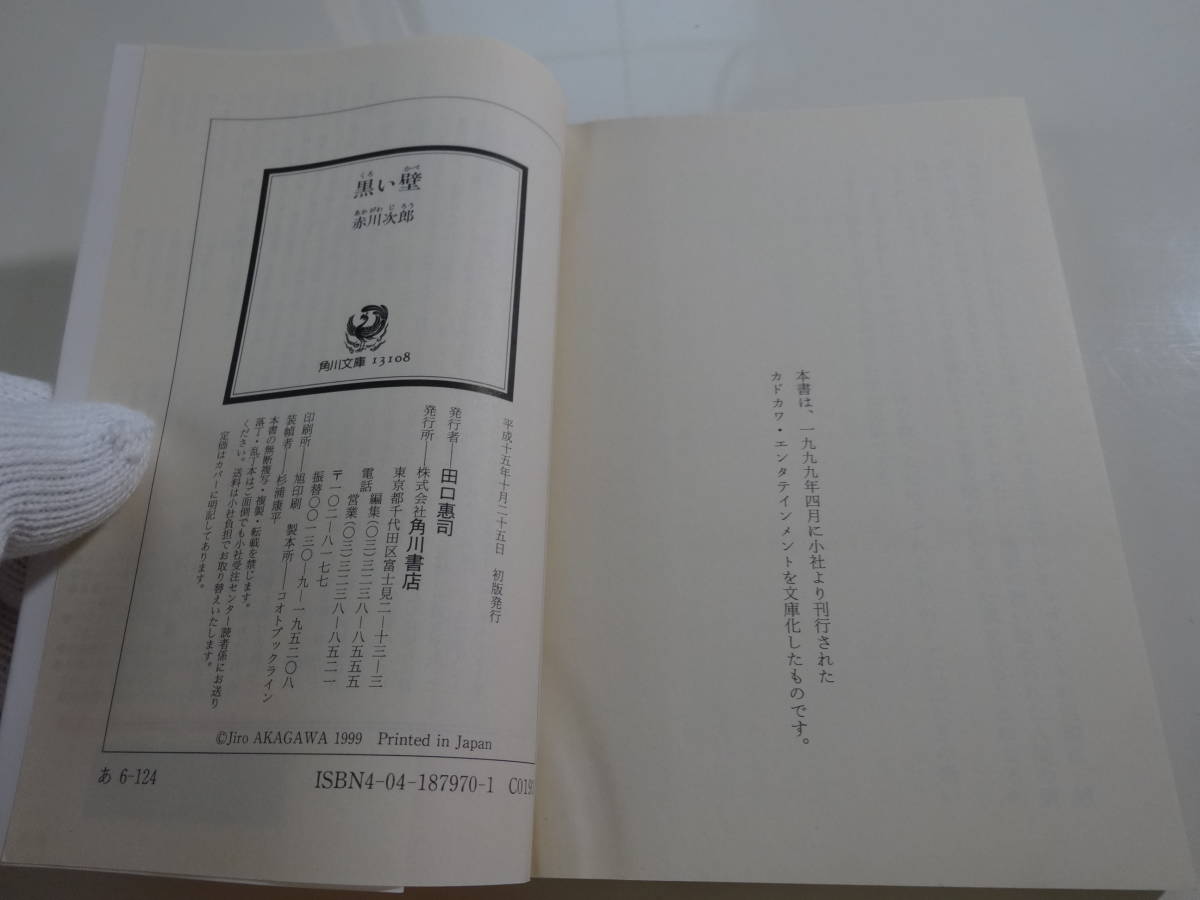 本書は、一九九九年四月に小社より刊行された
カドカワ・エンタテインメントを文庫化したものです。
黒い壁
赤川次郎
角川文庫 13108
平成十五年十月二十五日 初版発行
発行者―田口惠司
発行所―株式会社角川書店
東京都千代田区富士見二―十三―三
電話 編集(〇三)三二三八―八五五五
営業(〇三)三二三八―八五二一
〒一〇二―八一七七
振替〇〇一三〇―九―一九五二〇八
印刷所―旭印刷 製本所―コオトブックライン
装幀者―杉浦康平
本書の無断複写・複製・転載を禁じます。
落丁・乱丁本はご面倒でも小社受注センター読者係にお送り
ください。送料は小社負担でお取り替えいたします。
定価はカバーに明記してあります。
©Jiro AKAGAWA 1999 Printed in Japan
あ 6-124
ISBN4-04-187970-1